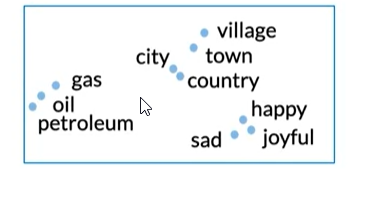 village
city
town
gas
country
oil
happy
petroleum
sad
joyful